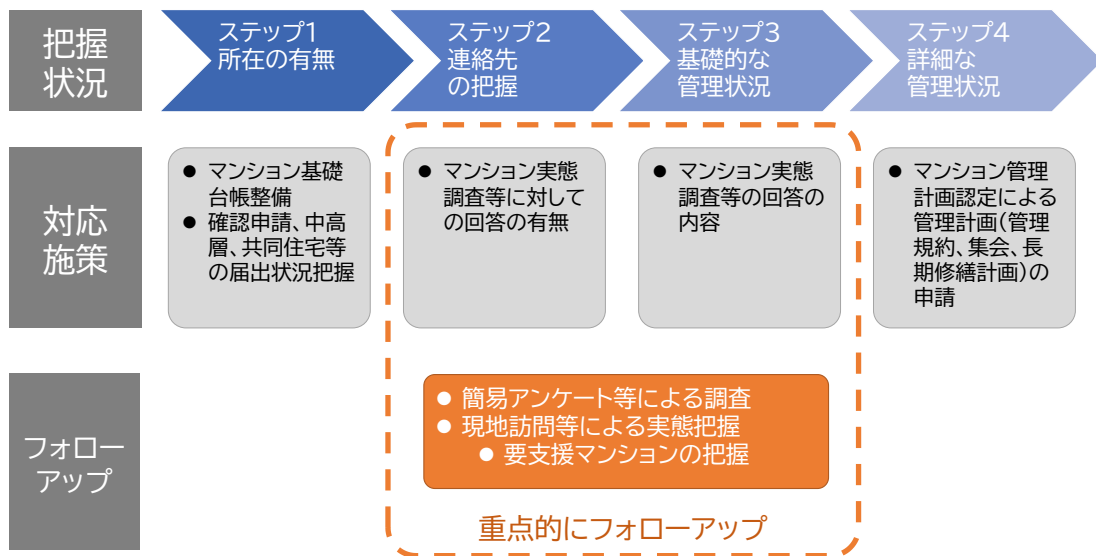 把握
状況
ステップ1
所在の有無
ステップ2
連絡先
の把握
ステップ3
基礎的な
管理状況
ステップ4
詳細な
管理状況
対応
施策
● マンション基礎
台帳整備
● 確認申請、中高
層、共同住宅等
の届出状況把握
● マンション実態
調査等に対して
の回答の有無
● マンション実態
調査等の回答の
内容
● マンション管理
計画認定による
管理計画(管理
規約、集会、長
期修繕計画)の
申請
フォロー
アップ
● 簡易アンケート等による調査
● 現地訪問等による実態把握
● 要支援マンションの把握
重点的にフォローアップ